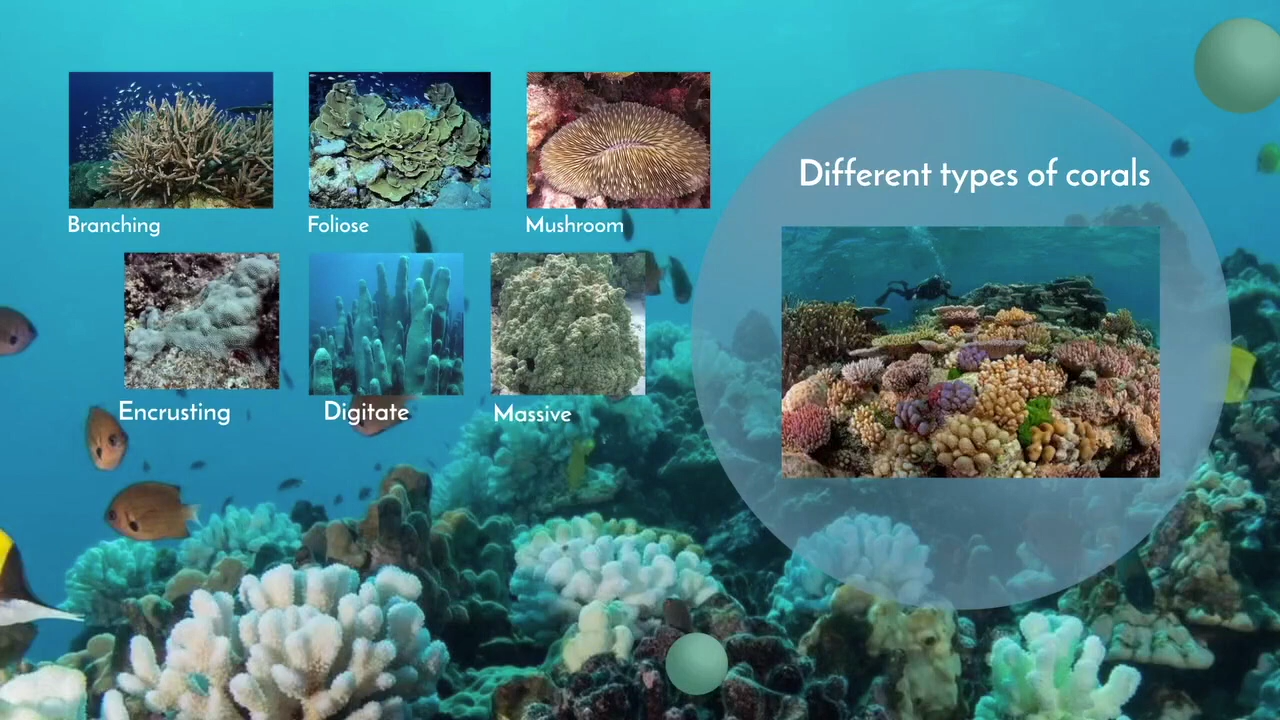 Different types of corals
Branching
Foliose
Mushroom
Encrusting
Digitate
Massive